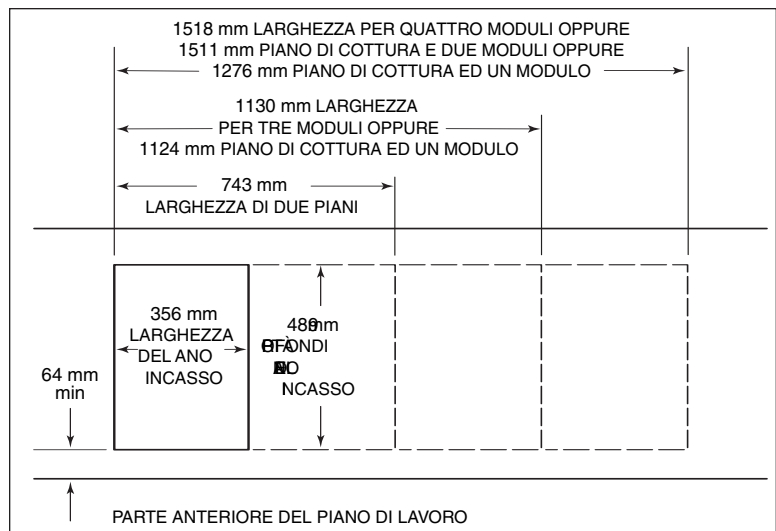 1518 mm LARGHEZZA PER QUATTRO MODULI OPPURE
1511 mm PIANO DI COTTURA E DUE MODULI OPPURE
1276 mm PIANO DI COTTURA ED UN MODULO
1130 mm LARGHEZZA
PER TRE MODULI OPPURE
1124 mm PIANO DI COTTURA ED UN MODULO
743 mm
LARGHEZZA DI DUE PIANI
356 mm
LARGHEZZA
DEL ANO
INCASSO
mm
INCASSO
64 mm
min
PARTE ANTERIORE DEL PIANO DI LAVORO